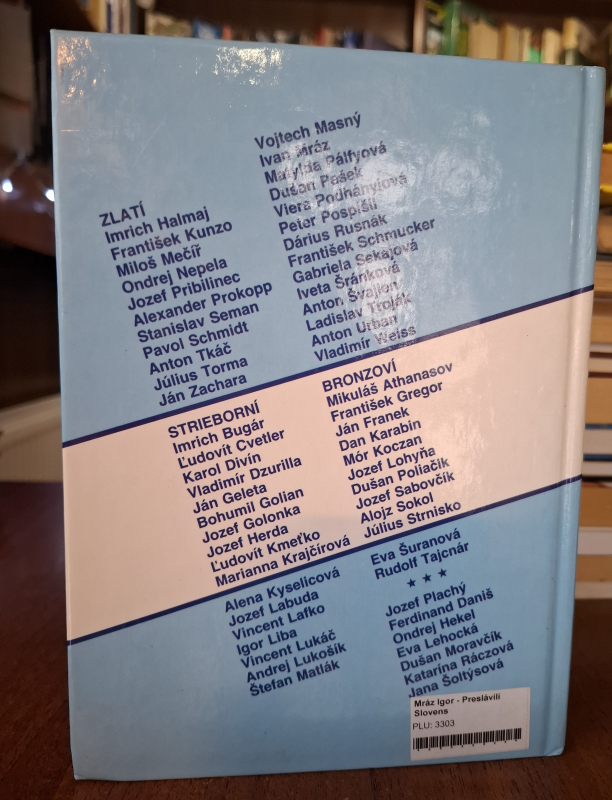 ZLATÍ
Imrich Halmaj
František Kunzo
Miloš Mečíř
Ondrej Nepela
Jozef Pribilinec
Alexander Prokopp
Stanislav Seman
Pavol Schmidt
Anton Tkáč
Július Torma
Ján Zachara
STRIEBORNÍ
Imrich Bugár
Ľudovít Cvetler
Karol Divín
Vladimír Dzurilla
Ján Geleta
Bohumil Golian
Jozef Golonka
Jozef Herda
Ľudovít Kmeťko
Marianna Krajčírová
Alena Kyselicová
Jozef Labuda
Vincent Lafko
Igor Liba
Vincent Lukáč
Andrej Lukošík
Štefan Matlák
Vojtech Masný
Ivan Mráz
Matylda Pálfyová
Dušan Pašek
Viera Podhányiová
Peter Pospíšil
Dárius Rusnák
František Schmucker
Gabriela Sekajová
Iveta Šránková
Anton Švajlen
Ladislav Troják
Anton Urban
Vladimír Weiss
BRONZOVÍ
Mikuláš Athanasov
František Gregor
Ján Franek
Dan Karabin
Mór Koczan
Jozef Lohyňa
Dušan Poliačik
Jozef Sabovčík
Alojz Sokol
Július Strnisko
Eva Šuranová
Rudolf Tajcnár
★ ★ ★
Jozef Plachý
Ferdinand Daniš
Ondrej Hekel
Eva Lehocká
Dušan Moravčík
Katarína Ráczová
Jana Šoltýsová
Mráz Igor - Preslávili
Slovens
PLU: 3303